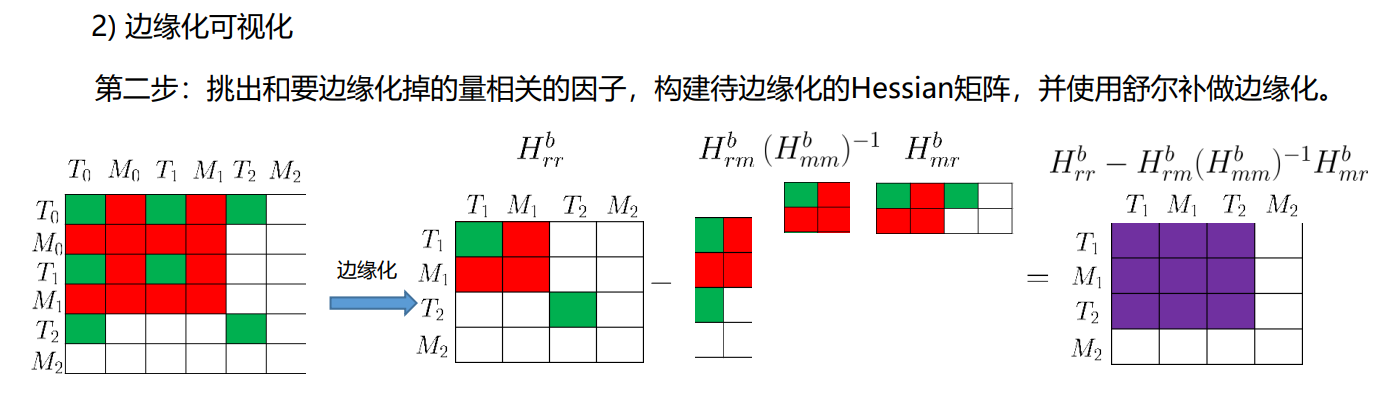 2) 边缘化可视化
第二步：挑出和要边缘化掉的量相关的因子，构建待边缘化的Hessian矩阵，并使用舒尔补做边缘化。
T_0 M_0 T_1 M_1 T_2 M_2
T_0
M_0
T_1
M_1
T_2
M_2
边缘化
H_{rr}^b
T_1 M_1 T_2 M_2
T_1
M_1
T_2
M_2
−
H_{rm}^b (H_{mm}^b)^{-1} H_{mr}^b
=
H_{rr}^b − H_{rm}^b (H_{mm}^b)^{-1} H_{mr}^b
T_1 M_1 T_2 M_2
T_1
M_1
T_2
M_2